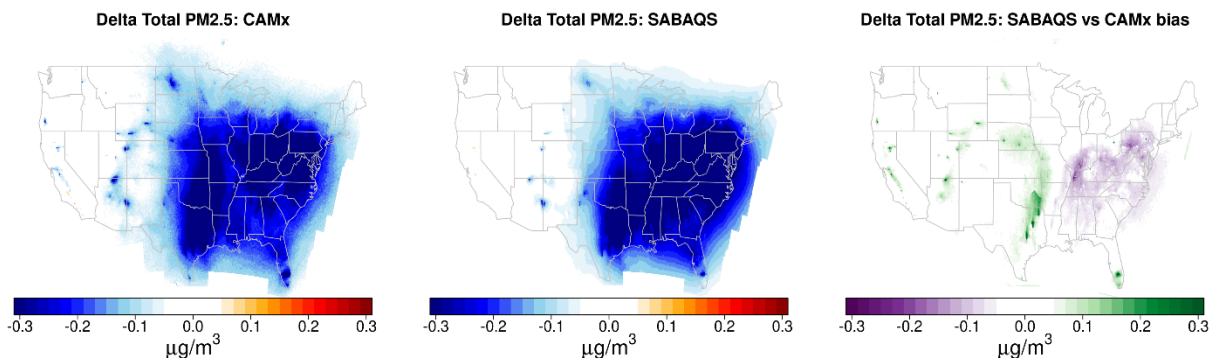 Delta Total PM2.5: CAMx
-0.3 -0.2 -0.1 0.0 0.1 0.2 0.3
μg/m³
Delta Total PM2.5: SABAQS
-0.3 -0.2 -0.1 0.0 0.1 0.2 0.3
μg/m³
Delta Total PM2.5: SABAQS vs CAMx bias
-0.3 -0.2 -0.1 0.0 0.1 0.2 0.3
μg/m³